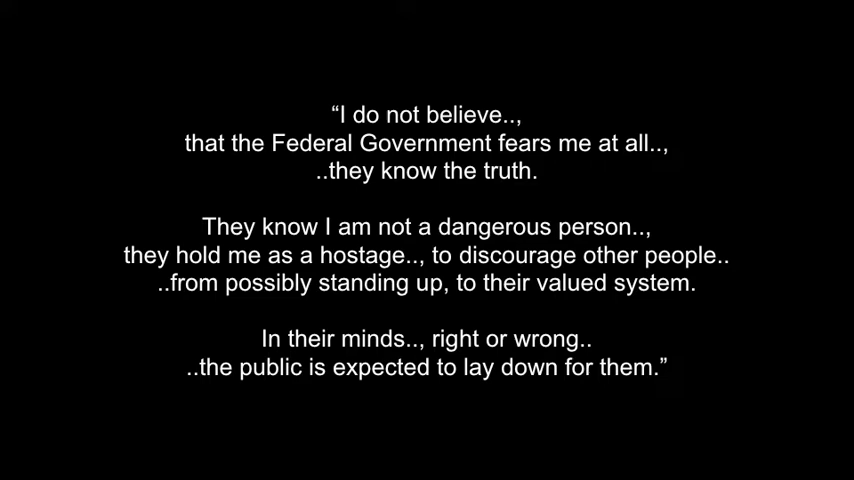 “I do not believe..,
that the Federal Government fears me at all..,
..they know the truth.
They know I am not a dangerous person..,
they hold me as a hostage.., to discourage other people..
..from possibly standing up, to their valued system.
In their minds.., right or wrong..
..the public is expected to lay down for them.”